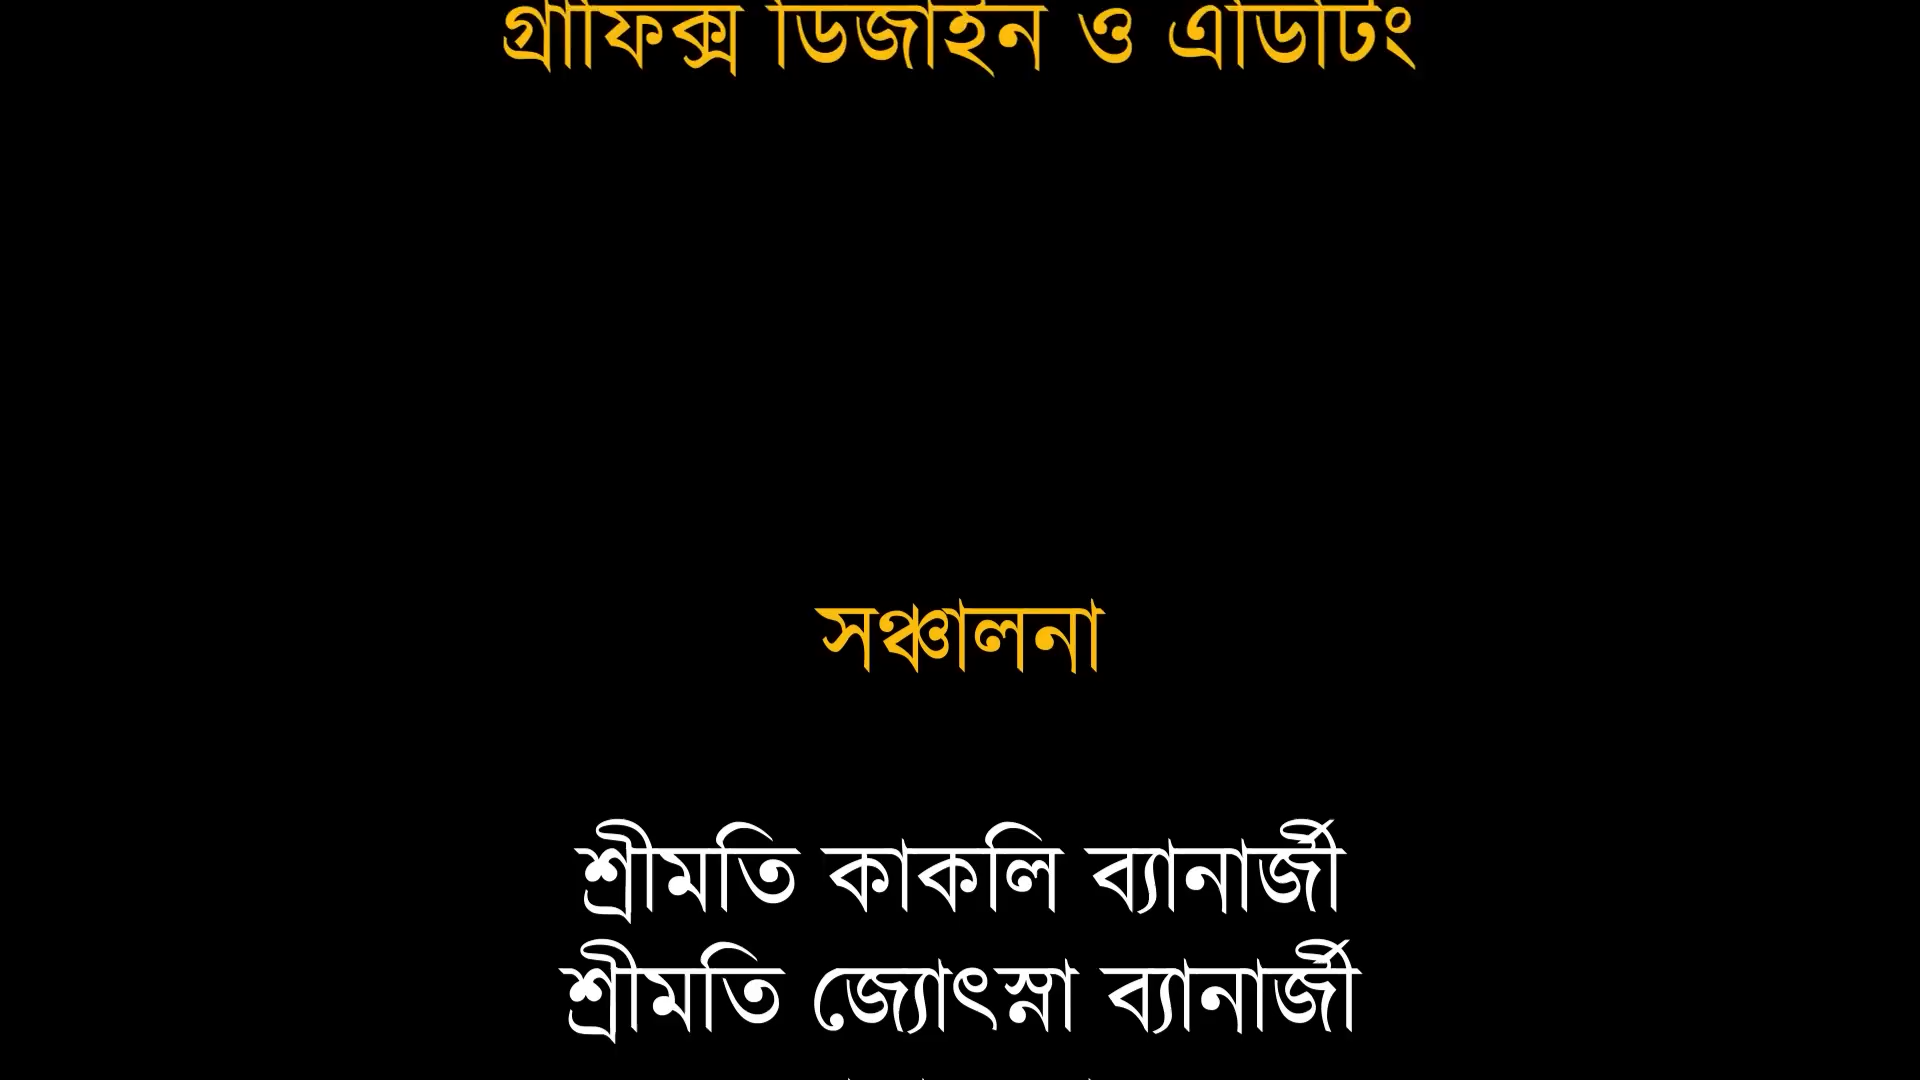 গ্রাফিক্স ডিজাইন ও এডিটিং
সঞ্চালনা
শ্রীমতি কাকলি ব্যানার্জী
শ্রীমতি জ্যোৎস্না ব্যানার্জী